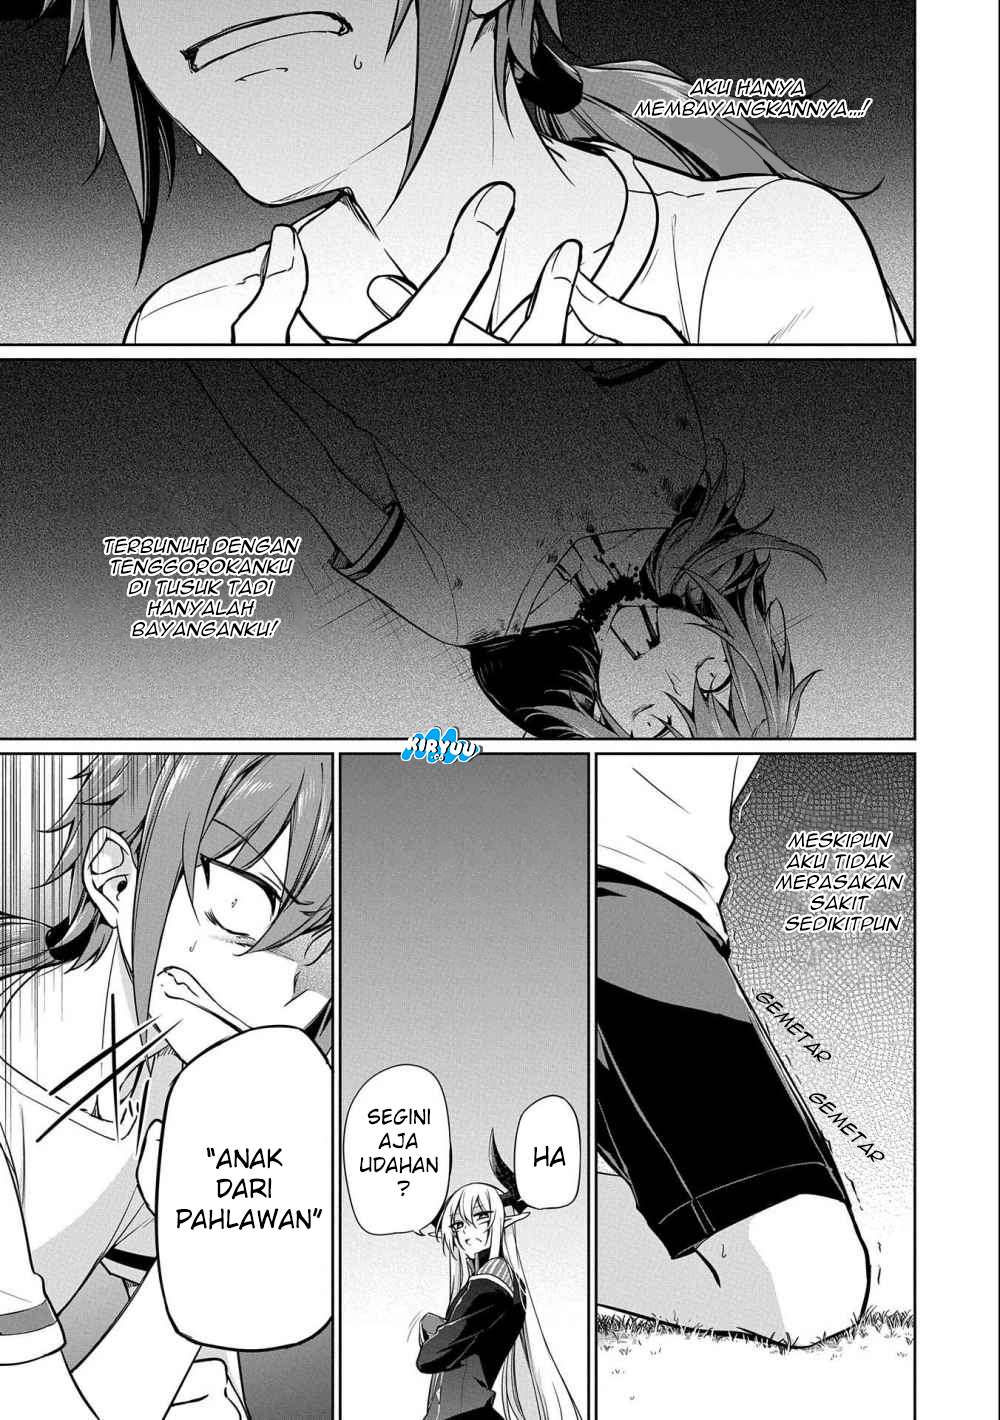 AKU HANYA
MEMBAYANGKANNYA...!
TERBUNUH DENGAN
TENGGOROKANKU
DI TUSUK TADI
HANYALAH
BAYANGANKU!
KIRYUU
MESKIPUN
AKU TIDAK
MERASAKAN
SAKIT
SEDIKITPUN
GEMETAR
GEMETAR
HA
SEGINI
AJA
UDAHAN
?
"ANAK
DARI
PAHLAWAN"